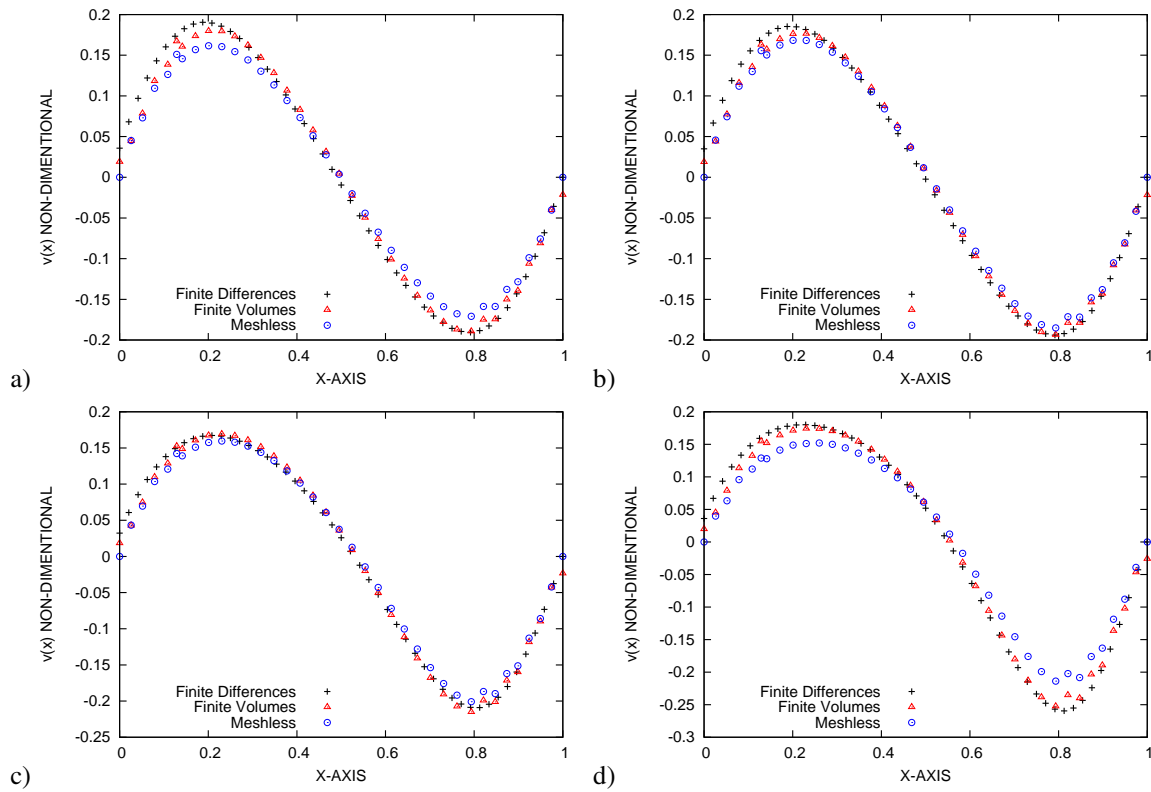 0.2
0.15
0.1
0.05
0
-0.05
-0.1
-0.15
-0.2
v(x) NON-DIMENTIONAL
Finite Differences
Finite Volumes
Meshless
0 0.2 0.4 0.6 0.8 1
X-AXIS
a)
0.2
0.15
0.1
0.05
0
-0.05
-0.1
-0.15
-0.2
v(x) NON-DIMENTIONAL
Finite Differences
Finite Volumes
Meshless
0 0.2 0.4 0.6 0.8 1
X-AXIS
b)
0.2
0.15
0.1
0.05
0
-0.05
-0.1
-0.15
-0.2
-0.25
v(x) NON-DIMENTIONAL
Finite Differences
Finite Volumes
Meshless
0 0.2 0.4 0.6 0.8 1
X-AXIS
c)
0.2
0.15
0.1
0.05
0
-0.05
-0.1
-0.15
-0.2
-0.25
-0.3
v(x) NON-DIMENTIONAL
Finite Differences
Finite Volumes
Meshless
0 0.2 0.4 0.6 0.8 1
X-AXIS
d)